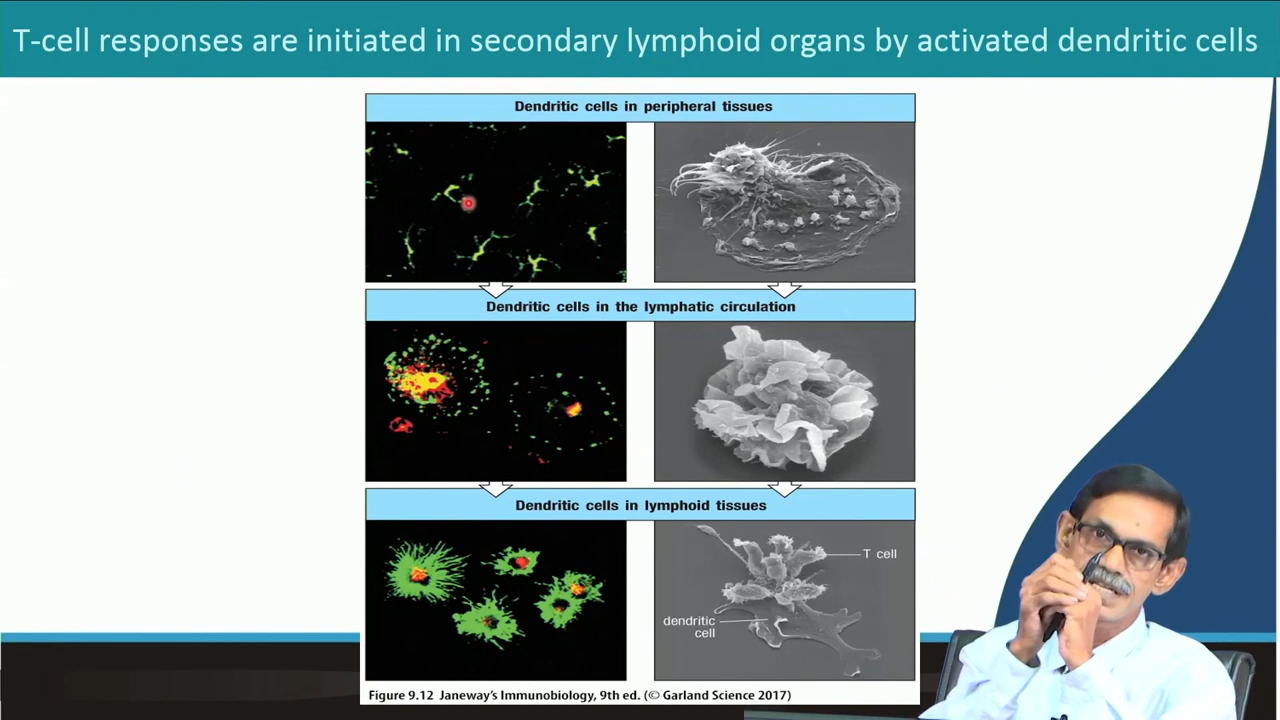 T-cell responses are initiated in secondary lymphoid organs by activated dendritic cells
Dendritic cells in peripheral tissues
Dendritic cells in the lymphatic circulation
Dendritic cells in lymphoid tissues
T cell
dendritic
cell
Figure 9.12 Janeway's Immunobiology, 9th ed. (© Garland Science 2017)